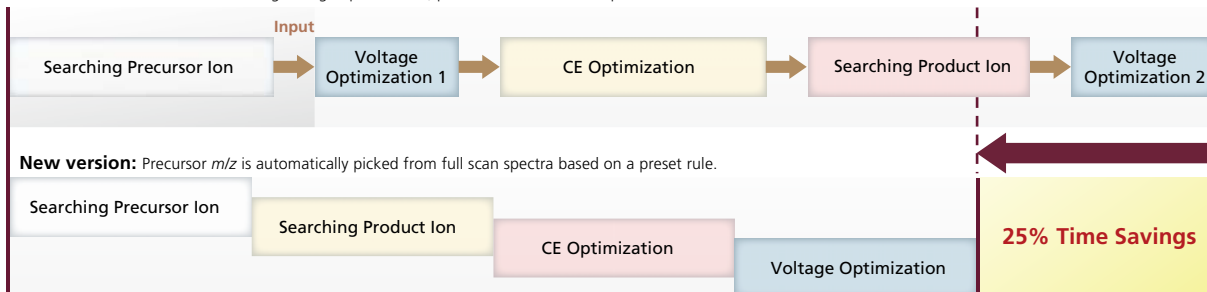 Input
Searching Precursor Ion
Voltage
Optimization 1
CE Optimization
Searching Product Ion
Voltage
Optimization 2
New version: Precursor m/z is automatically picked from full scan spectra based on a preset rule.
Searching Precursor Ion
Searching Product Ion
CE Optimization
Voltage Optimization
25% Time Savings